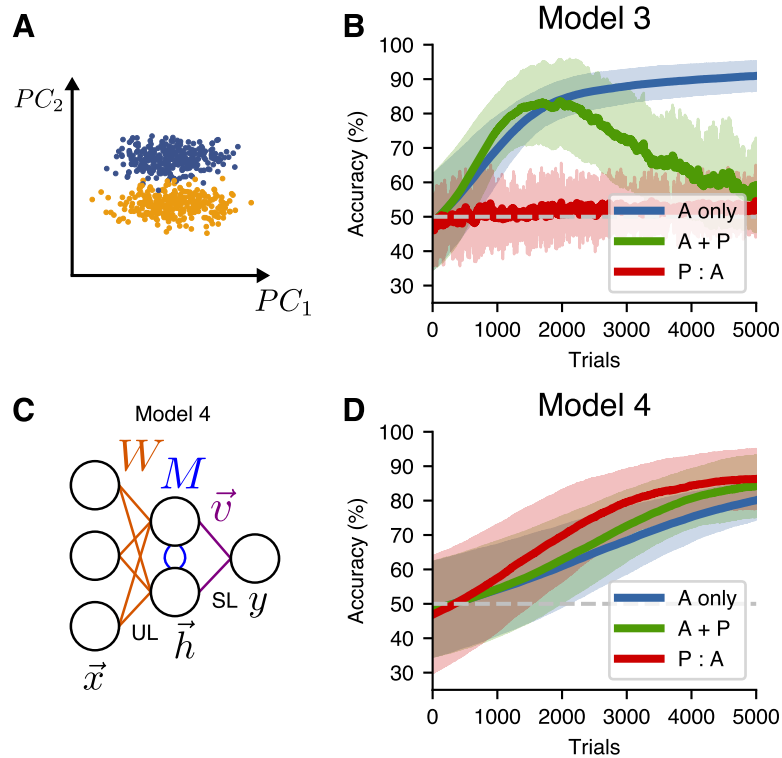 A
PC₂
PC₁
B
Model 3
Accuracy (%)
100
90
80
70
60
50
40
30
A only
A + P
P : A
0
1000
2000
3000
4000
5000
Trials
C
Model 4
W
M
v⃗
SL
y
UL
h⃗
x⃗
D
Model 4
Accuracy (%)
100
90
80
70
60
50
40
30
A only
A + P
P : A
0
1000
2000
3000
4000
5000
Trials